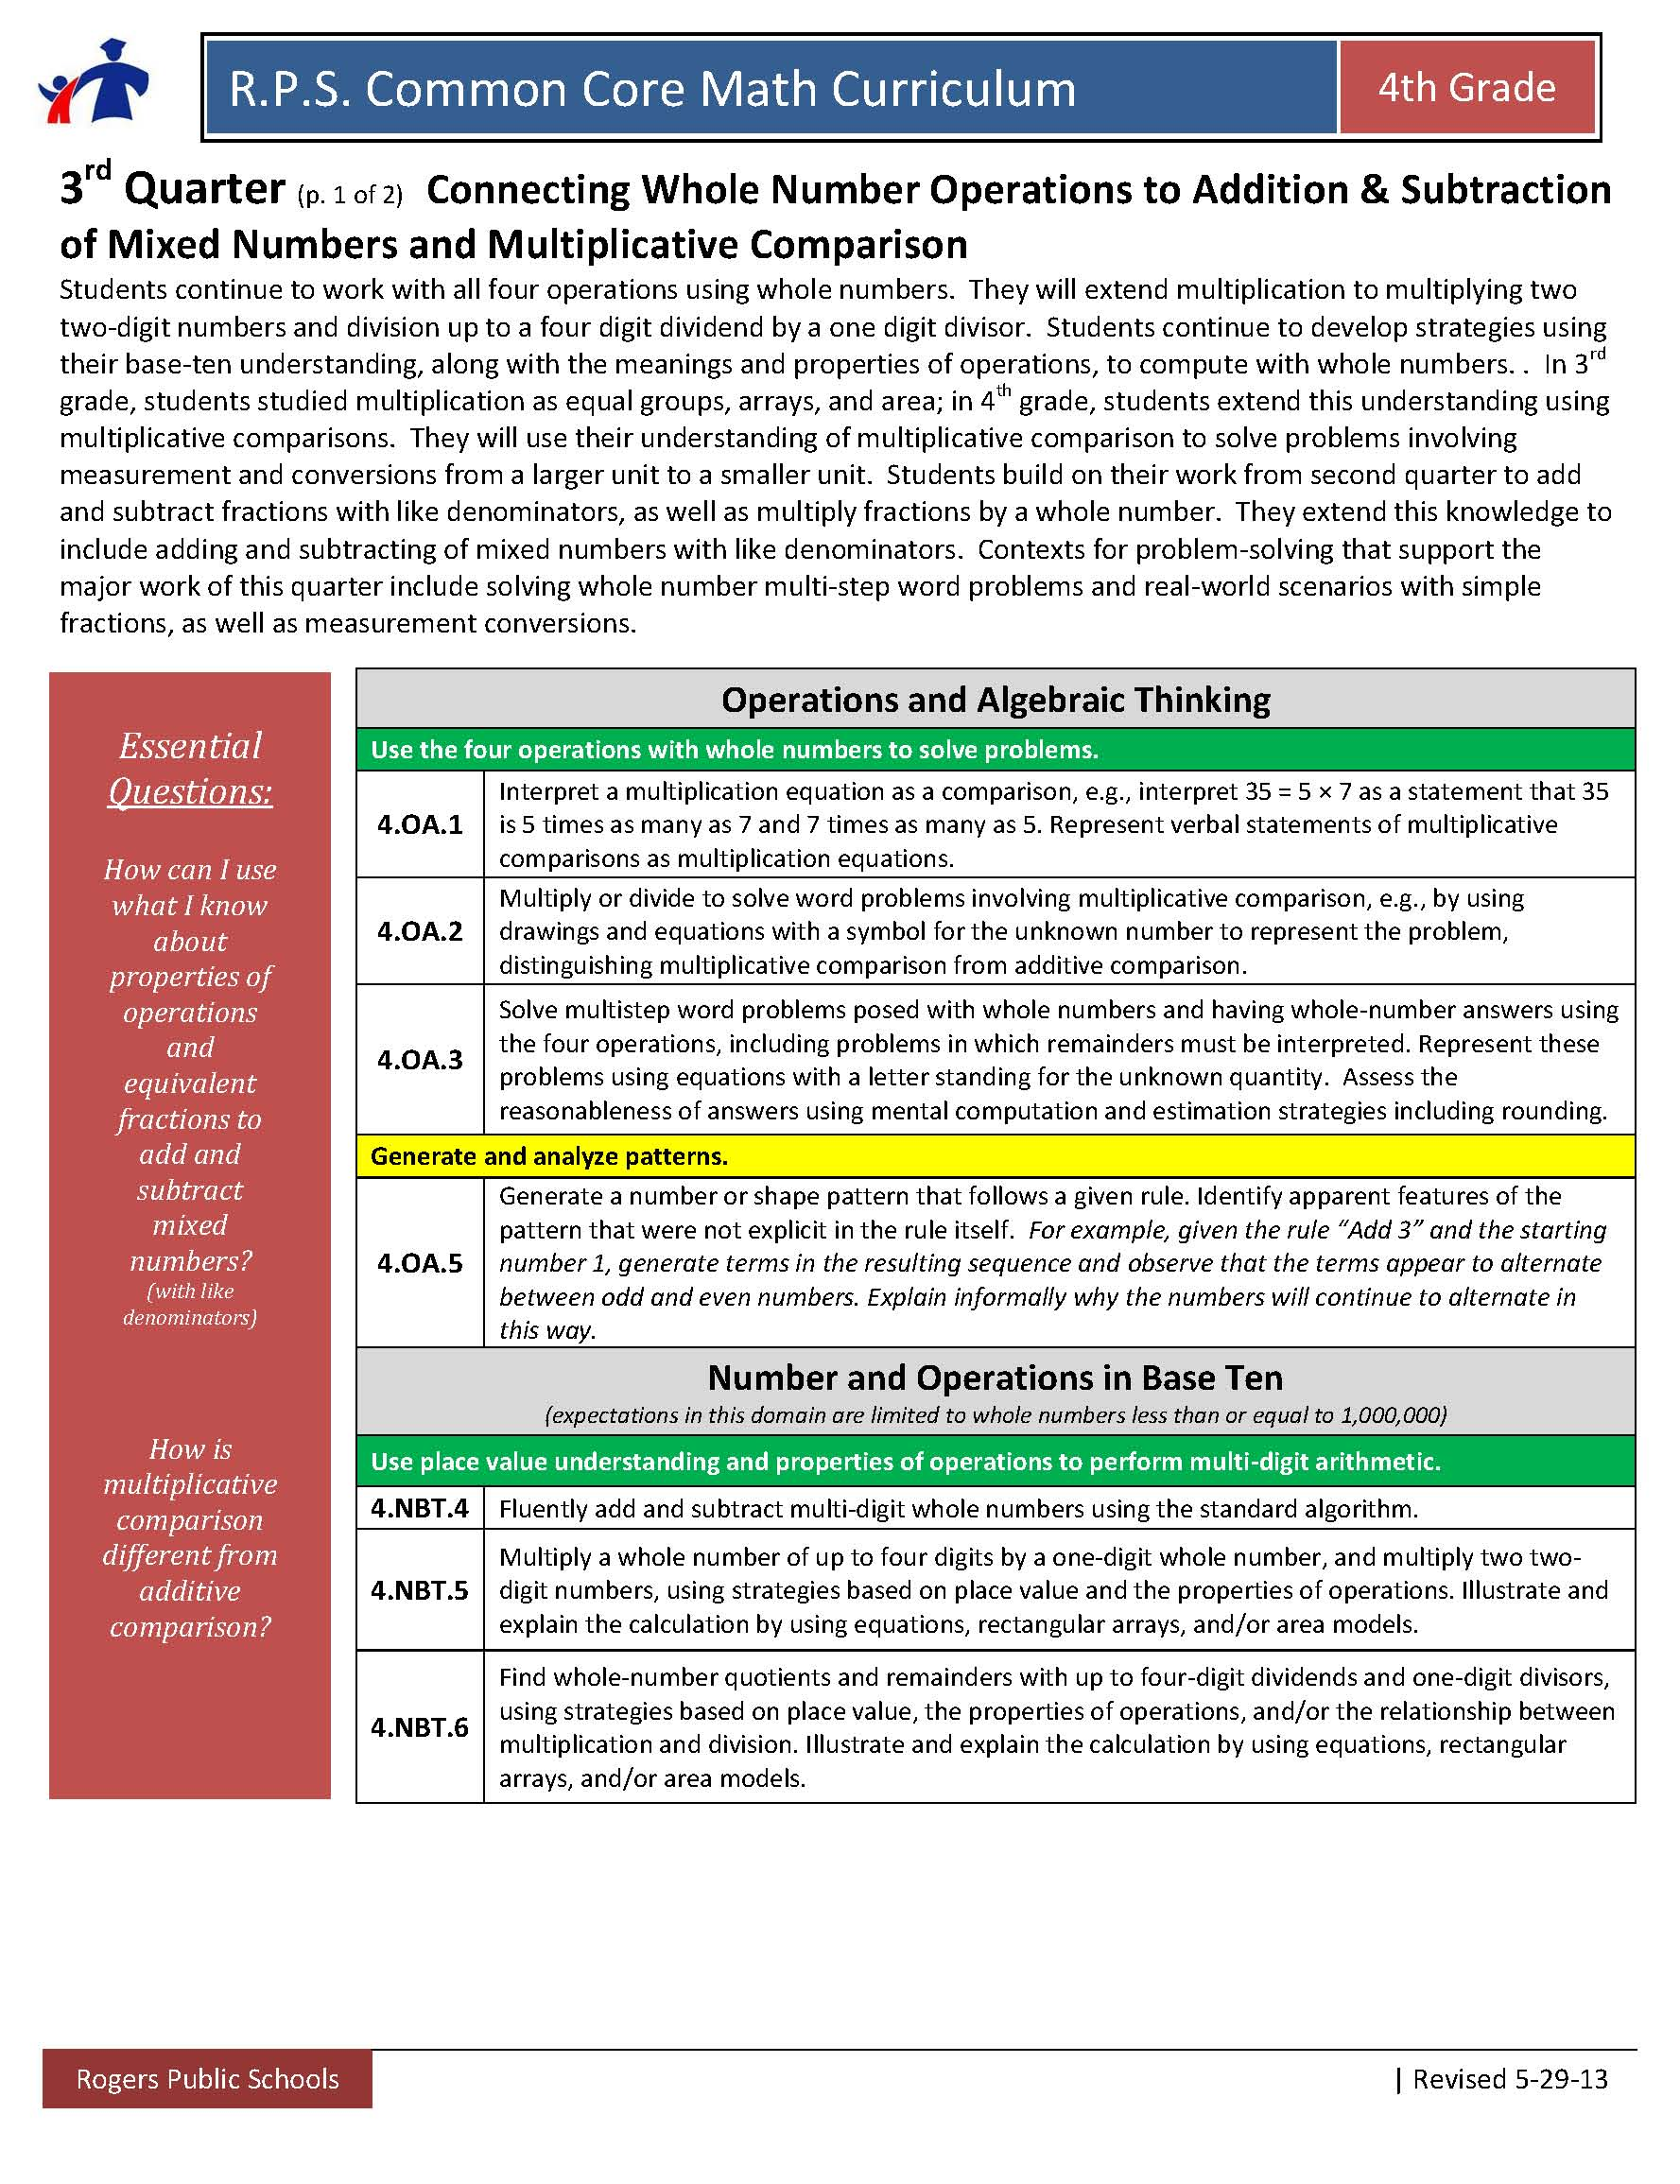 R.P.S. Common Core Math Curriculum
4th Grade
3rd Quarter (p. 1 of 2) Connecting Whole Number Operations to Addition & Subtraction
of Mixed Numbers and Multiplicative Comparison
Students continue to work with all four operations using whole numbers. They will extend multiplication to multiplying two
two-digit numbers and division up to a four digit dividend by a one digit divisor. Students continue to develop strategies using
their base-ten understanding, along with the meanings and properties of operations, to compute with whole numbers. . In 3rd
grade, students studied multiplication as equal groups, arrays, and area; in 4th grade, students extend this understanding using
multiplicative comparisons. They will use their understanding of multiplicative comparison to solve problems involving
measurement and conversions from a larger unit to a smaller unit. Students build on their work from second quarter to add
and subtract fractions with like denominators, as well as multiply fractions by a whole number. They extend this knowledge to
include adding and subtracting of mixed numbers with like denominators. Contexts for problem-solving that support the
major work of this quarter include solving whole number multi-step word problems and real-world scenarios with simple
fractions, as well as measurement conversions.
Essential
Questions:
How can I use
what I know
about
properties of
operations
and
equivalent
fractions to
add and
subtract
mixed
numbers?
(with like
denominators)
How is
multiplicative
comparison
different from
additive
comparison?
Operations and Algebraic Thinking
Use the four operations with whole numbers to solve problems.
4.OA.1
Interpret a multiplication equation as a comparison, e.g., interpret 35 = 5 × 7 as a statement that 35
is 5 times as many as 7 and 7 times as many as 5. Represent verbal statements of multiplicative
comparisons as multiplication equations.
4.OA.2
Multiply or divide to solve word problems involving multiplicative comparison, e.g., by using
drawings and equations with a symbol for the unknown number to represent the problem,
distinguishing multiplicative comparison from additive comparison.
4.OA.3
Solve multistep word problems posed with whole numbers and having whole-number answers using
the four operations, including problems in which remainders must be interpreted. Represent these
problems using equations with a letter standing for the unknown quantity. Assess the
reasonableness of answers using mental computation and estimation strategies including rounding.
Generate and analyze patterns.
4.OA.5
Generate a number or shape pattern that follows a given rule. Identify apparent features of the
pattern that were not explicit in the rule itself. For example, given the rule “Add 3” and the starting
number 1, generate terms in the resulting sequence and observe that the terms appear to alternate
between odd and even numbers. Explain informally why the numbers will continue to alternate in
this way.
Number and Operations in Base Ten
(expectations in this domain are limited to whole numbers less than or equal to 1,000,000)
Use place value understanding and properties of operations to perform multi-digit arithmetic.
4.NBT.4
Fluently add and subtract multi-digit whole numbers using the standard algorithm.
4.NBT.5
Multiply a whole number of up to four digits by a one-digit whole number, and multiply two two-
digit numbers, using strategies based on place value and the properties of operations. Illustrate and
explain the calculation by using equations, rectangular arrays, and/or area models.
4.NBT.6
Find whole-number quotients and remainders with up to four-digit dividends and one-digit divisors,
using strategies based on place value, the properties of operations, and/or the relationship between
multiplication and division. Illustrate and explain the calculation by using equations, rectangular
arrays, and/or area models.
Rogers Public Schools
| Revised 5-29-13